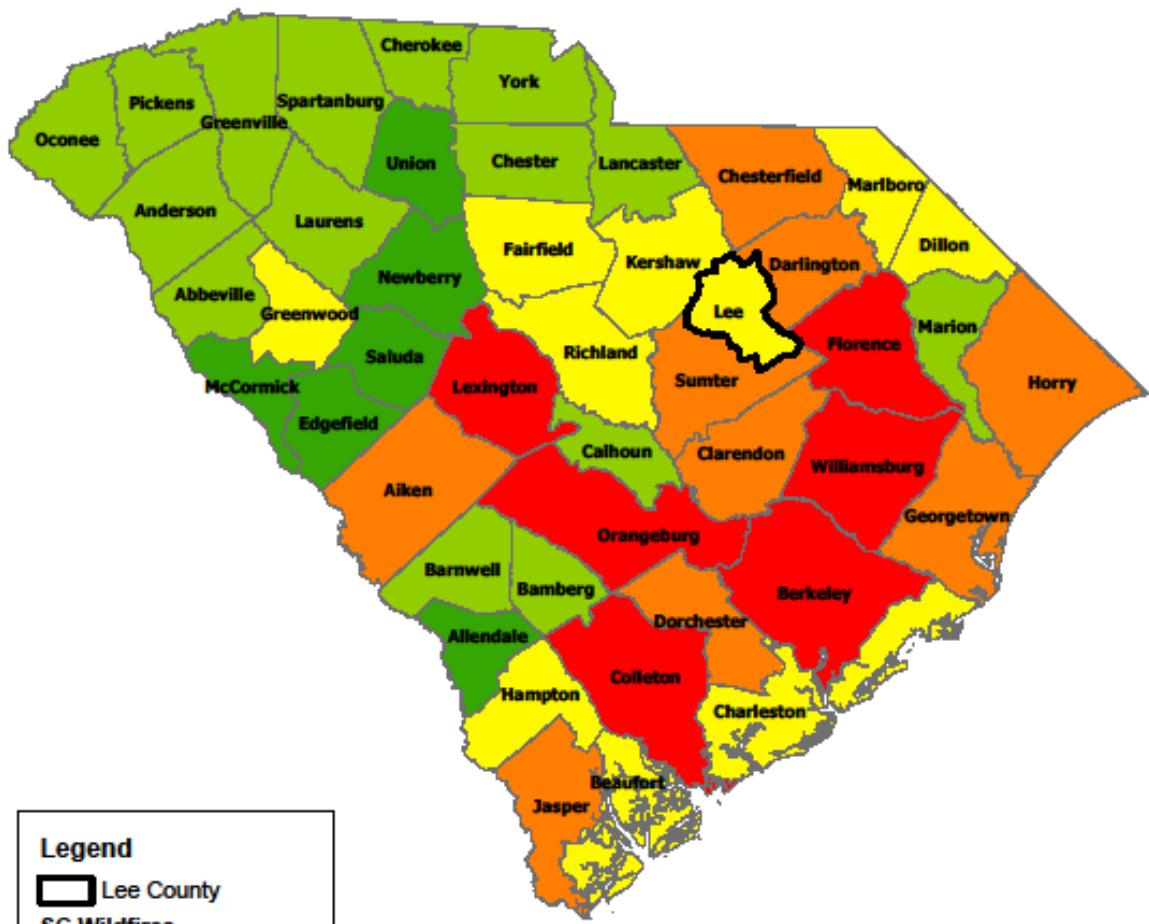 Cherokee
York
Pickens
Spartanburg
Greenville
Oconee
Union
Chester
Lancaster
Chesterfield
Marlboro
Anderson
Laurens
Fairfield
Kershaw
Darlington
Dillon
Newberry
Abbeville
Greenwood
Lee
Marion
Florence
Richland
Saluda
McCormick
Lexington
Sumter
Horry
Edgefield
Calhoun
Clarendon
Williamsburg
Aiken
Georgetown
Orangeburg
Barnwell
Bamberg
Berkeley
Dorchester
Allendale
Colleton
Hampton
Charleston
Beaufort
Jasper
Legend
Lee County
SC Wildfires